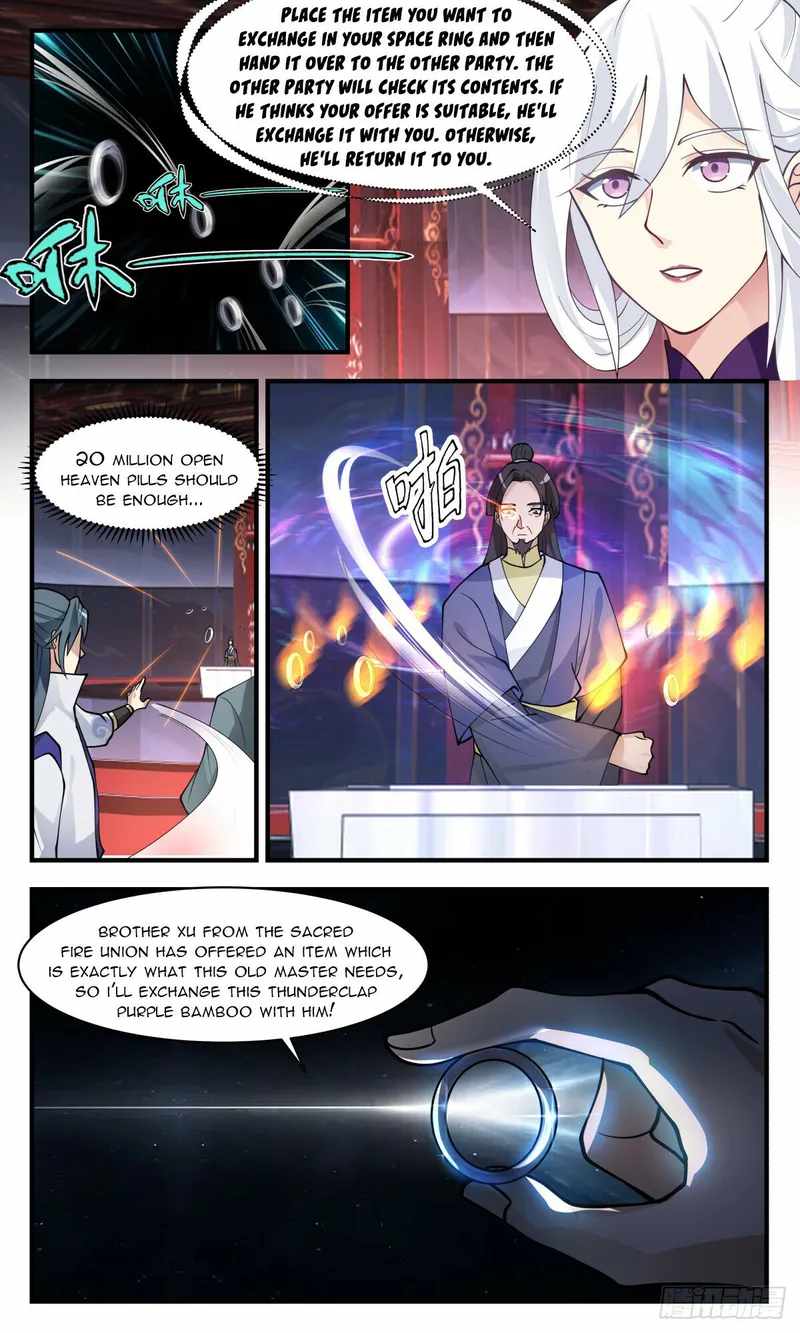 PLACE THE ITEM YOU WANT TO
EXCHANGE IN YOUR SPACE RING AND THEN
HAND IT OVER TO THE OTHER PARTY. THE
OTHER PARTY WILL CHECK ITS CONTENTS. IF
HE THINKS YOUR OFFER IS SUITABLE, HE'LL
EXCHANGE IT WITH YOU. OTHERWISE,
HE'LL RETURN IT TO YOU.
咻
咻
20 MILLION OPEN
HEAVEN PILLS SHOULD
BE ENOUGH...
啪
BROTHER XU FROM THE SACRED
FIRE UNION HAS OFFERED AN ITEM WHICH
IS EXACTLY WHAT THIS OLD MASTER NEEDS,
SO I'LL EXCHANGE THIS THUNDERCLAP
PURPLE BAMBOO WITH HIM!
腾讯动漫